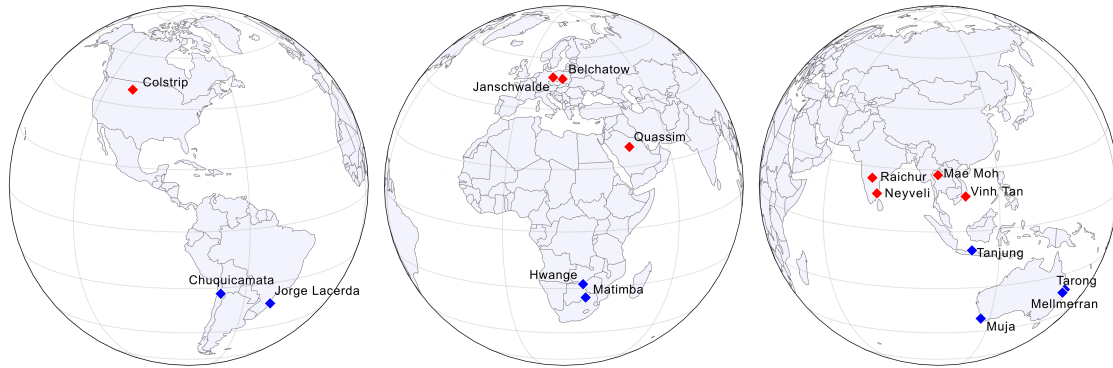 Colstrip
Chuquicamata
Jorge Lacerda
Belchatow
Janschwalde
Quassim
Hwange
Matimba
Raichur
Mae Moh
Neyveli
Vinh Tan
Tanjung
Tarong
Mellmerran
Muja